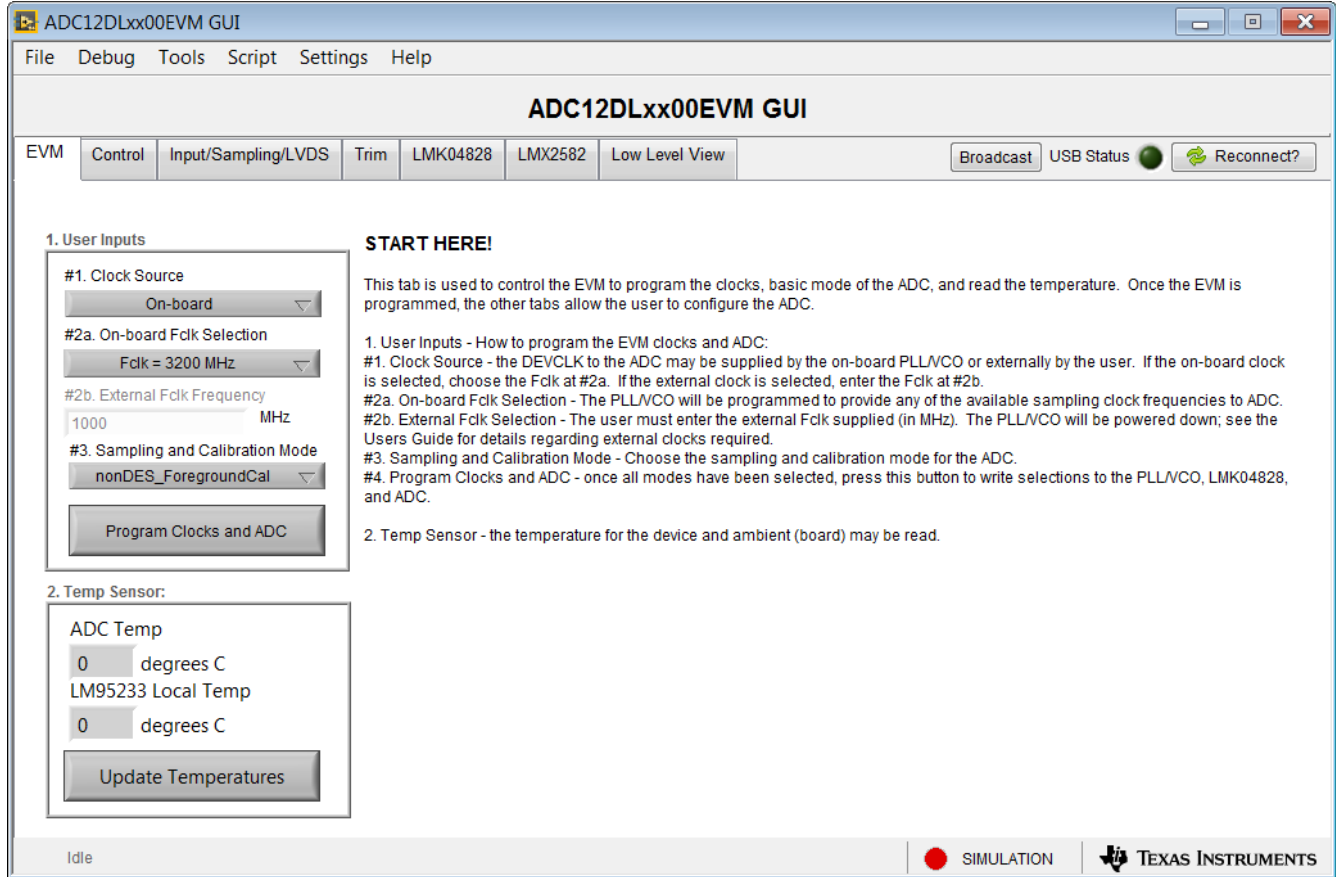 ADC12DLxx00EVM GUI
File Debug Tools Script Settings Help
ADC12DLxx00EVM GUI
EVM Control Input/Sampling/LVDS Trim LMK04828 LMX2582 Low Level View Broadcast USB Status Reconnect?
1. User Inputs
#1. Clock Source
On-board
#2a. On-board Fclk Selection
Fclk = 3200 MHz
#2b. External Fclk Frequency
1000 MHz
#3. Sampling and Calibration Mode
nonDES_ForegroundCal
Program Clocks and ADC
2. Temp Sensor:
ADC Temp
0 degrees C
LM95233 Local Temp
0 degrees C
Update Temperatures
START HERE!
This tab is used to control the EVM to program the clocks, basic mode of the ADC, and read the temperature. Once the EVM is
programmed, the other tabs allow the user to configure the ADC.
1. User Inputs - How to program the EVM clocks and ADC:
#1. Clock Source - the DEVCLK to the ADC may be supplied by the on-board PLL/VCO or externally by the user. If the on-board clock
is selected, choose the Fclk at #2a. If the external clock is selected, enter the Fclk at #2b.
#2a. On-board Fclk Selection - The PLL/VCO will be programmed to provide any of the available sampling clock frequencies to ADC.
#2b. External Fclk Selection - The user must enter the external Fclk supplied (in MHz). The PLL/VCO will be powered down; see the
Users Guide for details regarding external clocks required.
#3. Sampling and Calibration Mode - Choose the sampling and calibration mode for the ADC.
#4. Program Clocks and ADC - once all modes have been selected, press this button to write selections to the PLL/VCO, LMK04828,
and ADC.
2. Temp Sensor - the temperature for the device and ambient (board) may be read.
Idle SIMULATION TEXAS INSTRUMENTS